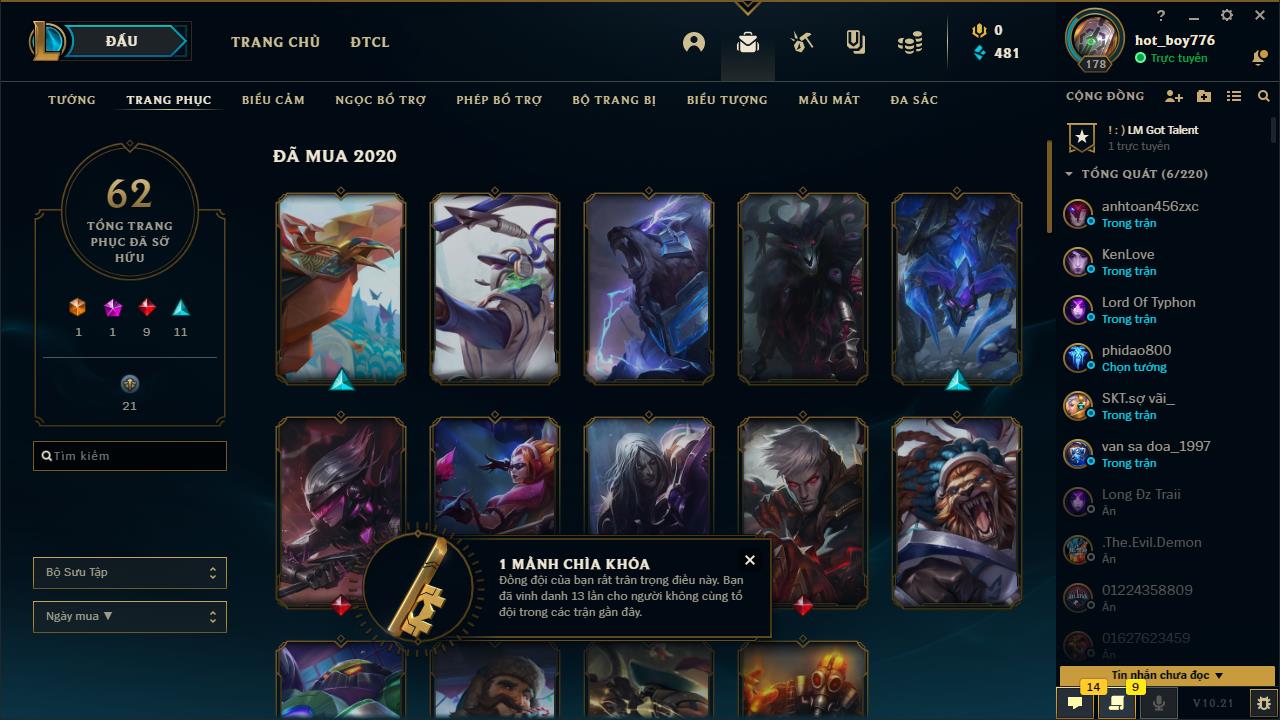 ĐẤU
TRANG CHỦ
ĐTCL
0
481
?
hot_boy776
Trực tuyến
178
TƯỚNG
TRANG PHỤC
BIỂU CẢM
NGỌC BỔ TRỢ
PHÉP BỔ TRỢ
BỘ TRANG BỊ
BIỂU TƯỢNG
MẪU MẮT
ĐA SẮC
CỘNG ĐỒNG
! : ) LM Got Talent
1 trực tuyến
TỔNG QUÁT (6/220)
anhtoan456zxc
Trong trận
KenLove
Trong trận
Lord Of Typhon
Trong trận
phidao800
Chọn tướng
SKT.sợ vãi_
Trong trận
van sa doa_1997
Trong trận
Long Đz Traii
Ẩn
.The.Evil.Demon
Ẩn
01224358809
Ẩn
01627623459
Ẩn
Tin nhắn chưa đọc ▼
14
9
V10.21
62
TỔNG TRANG
PHỤC ĐÃ SỞ
HỮU
1
1
9
11
21
Tìm kiếm
Bộ Sưu Tập
Ngày mua ▼
ĐÃ MUA 2020
1 MẢNH CHÌA KHÓA
Đồng đội của bạn rất trân trọng điều này. Bạn
đã vinh danh 13 lần cho người không cùng tổ
đội trong các trận gần đây.